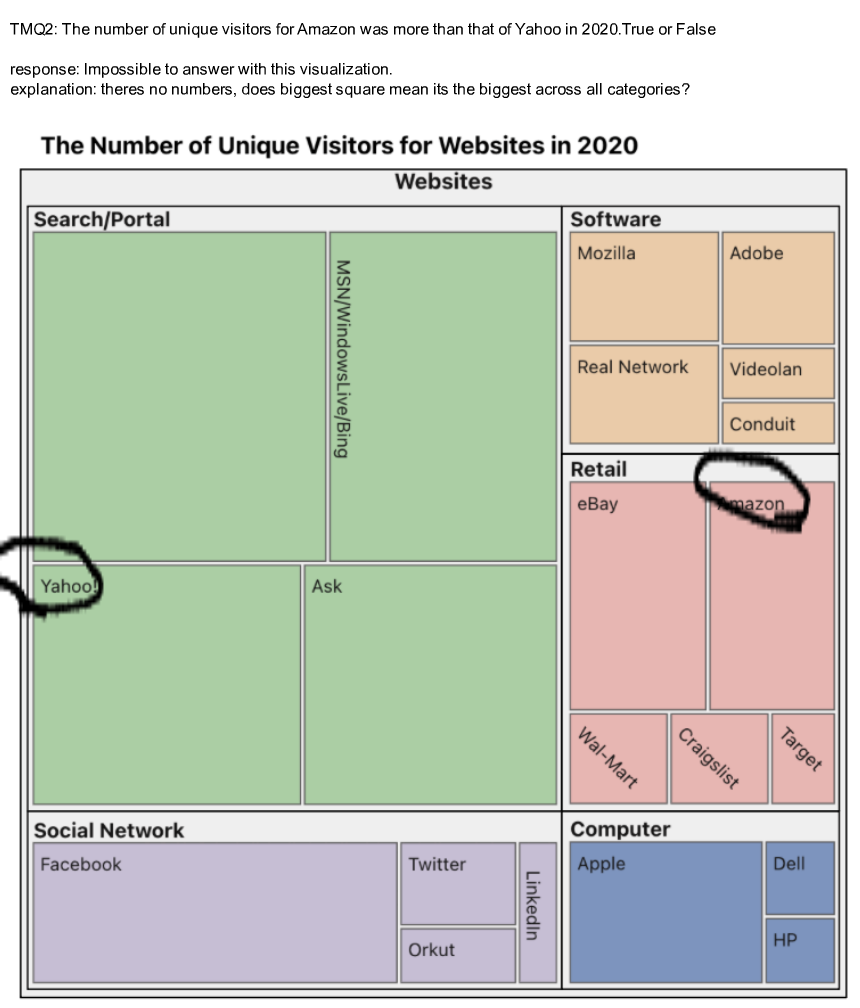 TMQ2: The number of unique visitors for Amazon was more than that of Yahoo in 2020.True or False
response: Impossible to answer with this visualization.
explanation: theres no numbers, does biggest square mean its the biggest across all categories?
The Number of Unique Visitors for Websites in 2020
Websites
Search/Portal
MSN/WindowsLive/Bing
Yahoo!
Ask
Software
Mozilla
Adobe
Real Network
Videolan
Conduit
Retail
eBay
Amazon
Wal-Mart
Craigslist
Target
Social Network
Facebook
Twitter
Orkut
LinkedIn
Computer
Apple
Dell
HP